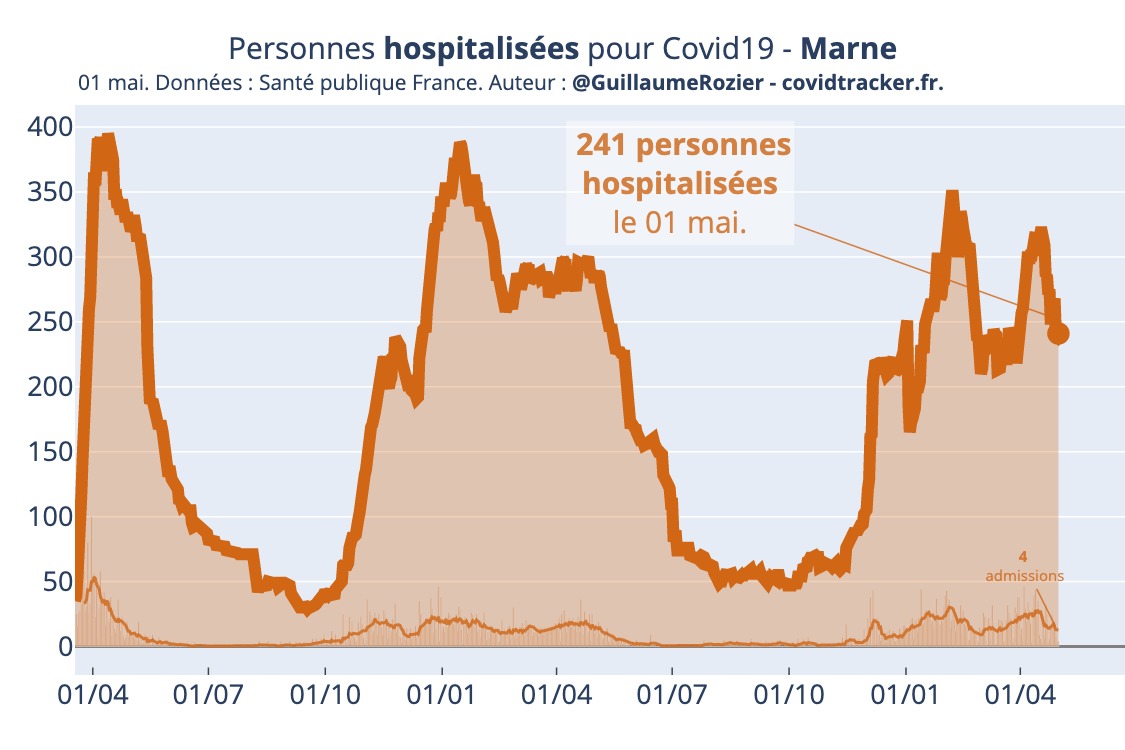 Personnes hospitalisées pour Covid19 - Marne
01 mai. Données : Santé publique France. Auteur : @GuillaumeRozier - covidtracker.fr.
400
350
300
250
200
150
100
50
0
241 personnes
hospitalisées
le 01 mai.
4
admissions
01/04 01/07 01/10 01/01 01/04 01/07 01/10 01/01 01/04